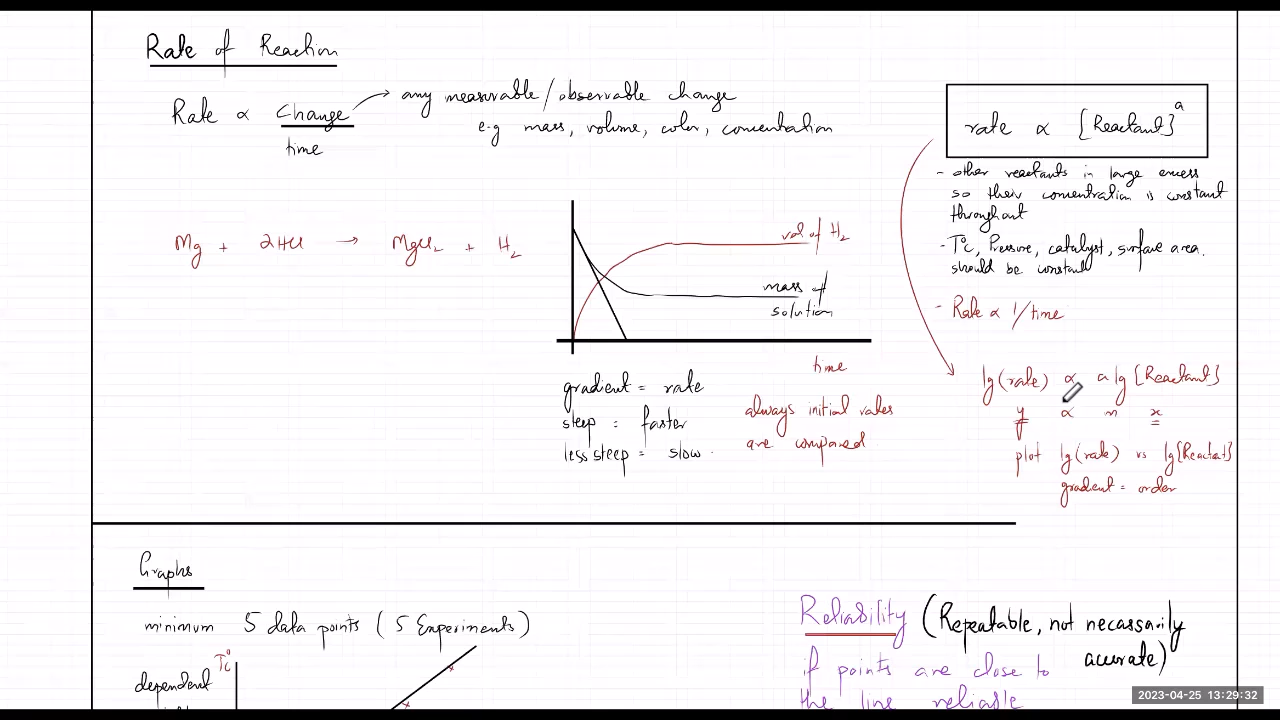 Rate of Reaction
Rate ∝ Change / time → any measurable/observable change
e.g mass, volume, color, concentration
Mg + 2HCl → MgCl₂ + H₂
vol of H₂
mass of
solution
time
gradient = rate
steep = faster
less steep = slow
always initial rates
are compared
rate ∝ [Reactant]ᵃ
- other reactants in large excess
so their concentration is constant
throughout
- T°C, Pressure, catalyst, surface area
should be constant
- Rate ∝ 1/time
lg(rate) ∝ a lg [Reactant]
y ∝ m x
plot lg(rate) vs lg[Reactant]
gradient = order
Graphs
minimum 5 data points (5 Experiments)
T°C
dependent
Reliability (Repeatable, not necassarily
accurate)
if points are close to
the line reliable
2023-04-25 13:29:32